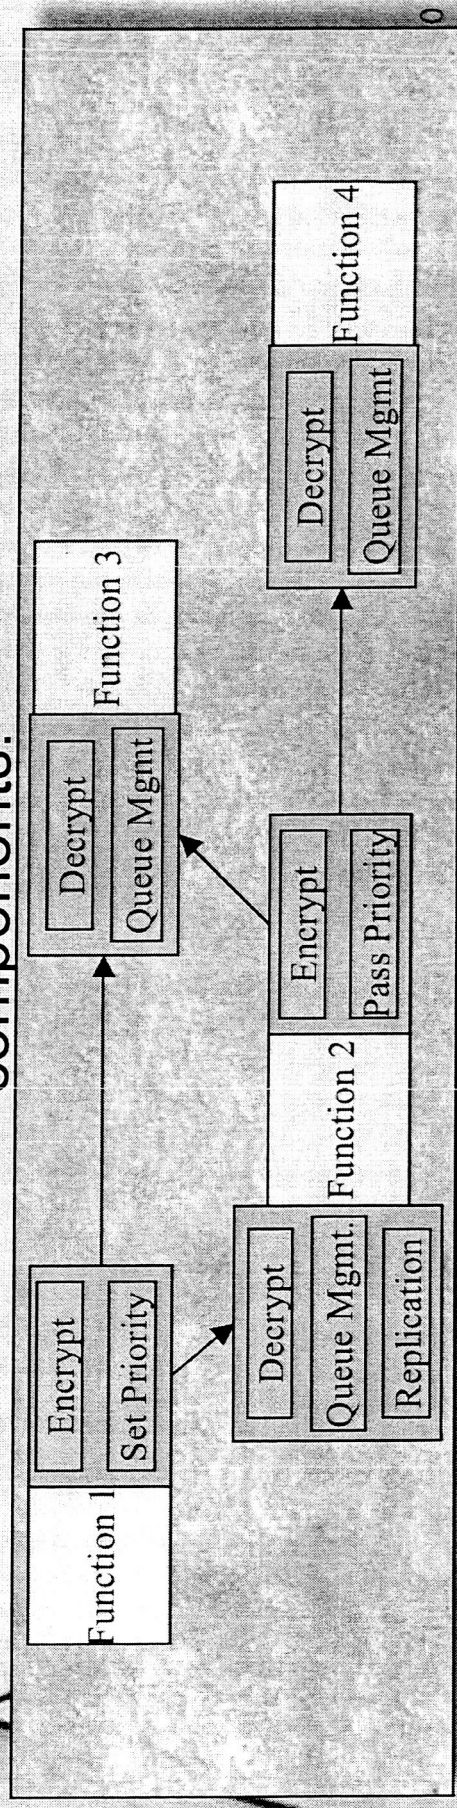 components.
Function 1
Encrypt
Set Priority
Decrypt
Queue Mgmt
Function 3
Decrypt
Queue Mgmt.
Replication
Function 2
Encrypt
Pass Priority
Decrypt
Queue Mgmt
Function 4
0